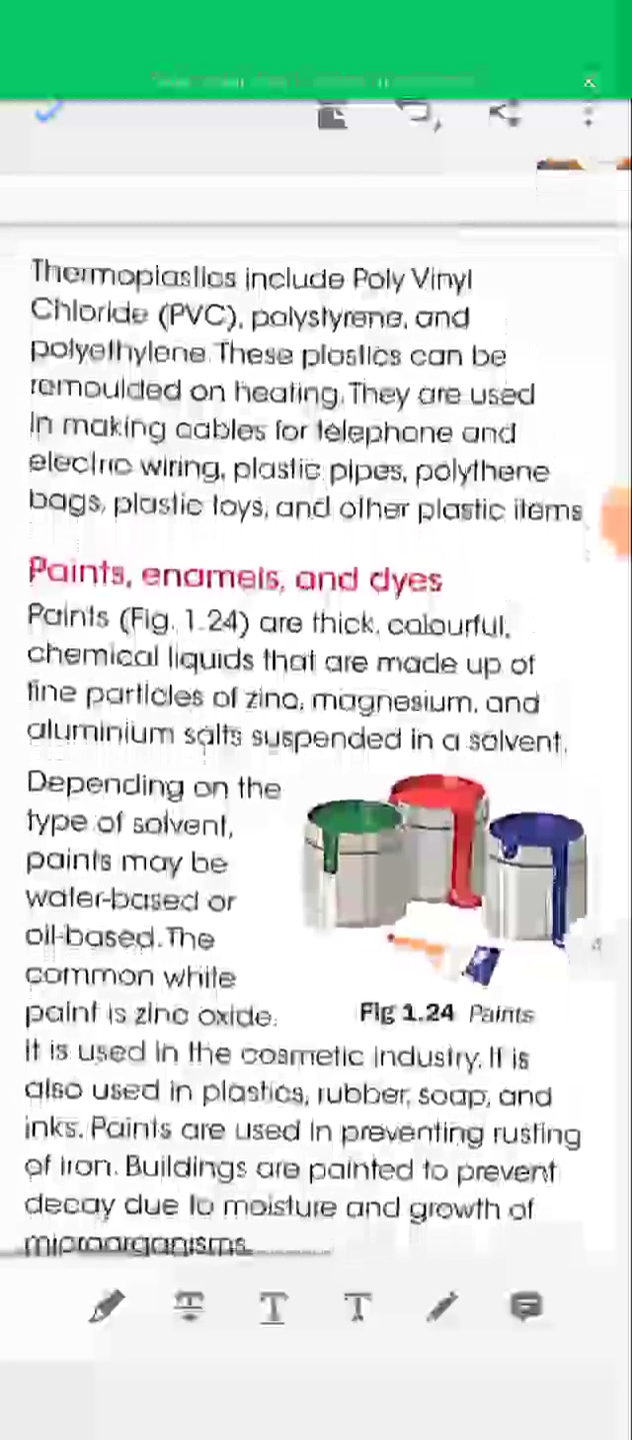 Thermoplastics include Poly Vinyl
Chloride (PVC), polystyrene, and
polyethylene. These plastics can be
remoulded on heating. They are used
in making cables for telephone and
electric wiring, plastic pipes, polythene
bags, plastic toys, and other plastic items.
Paints, enamels, and dyes
Paints (Fig. 1.24) are thick, colourful,
chemical liquids that are made up of
fine particles of zinc, magnesium, and
aluminium salts suspended in a solvent.
Depending on the
type of solvent,
paints may be
water-based or
oil-based. The
common white
paint is zinc oxide.
Fig 1.24 Paints
It is used in the cosmetic industry. It is
also used in plastics, rubber, soap, and
inks. Paints are used in preventing rusting
of iron. Buildings are painted to prevent
decay due to moisture and growth of
microorganisms.